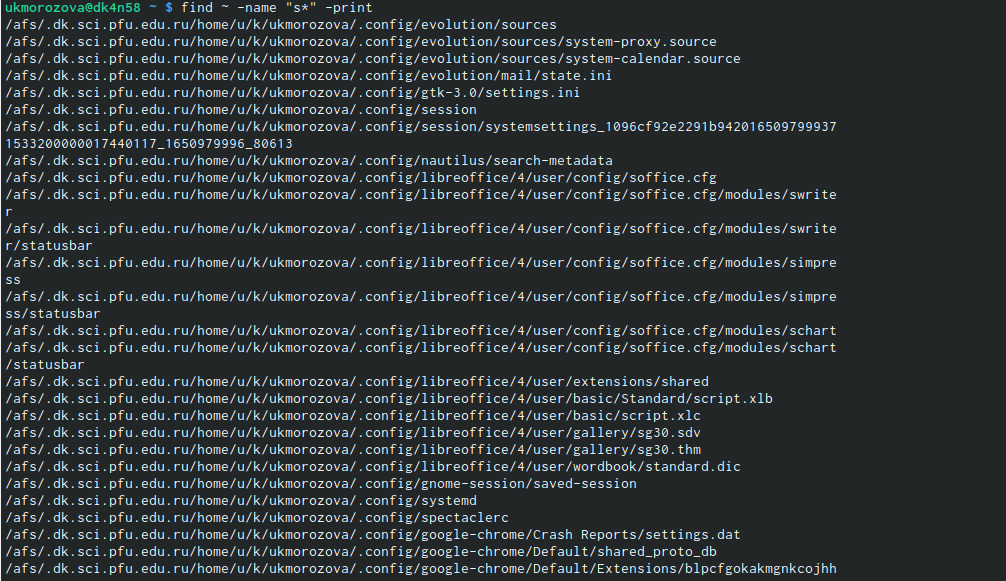 ukmorozova@dk4n58 ~ $ find ~ -name "s*" -print
/afs/.dk.sci.pfu.edu.ru/home/u/k/ukmorozova/.config/evolution/sources
/afs/.dk.sci.pfu.edu.ru/home/u/k/ukmorozova/.config/evolution/sources/system-proxy.source
/afs/.dk.sci.pfu.edu.ru/home/u/k/ukmorozova/.config/evolution/sources/system-calendar.source
/afs/.dk.sci.pfu.edu.ru/home/u/k/ukmorozova/.config/evolution/mail/state.ini
/afs/.dk.sci.pfu.edu.ru/home/u/k/ukmorozova/.config/gtk-3.0/settings.ini
/afs/.dk.sci.pfu.edu.ru/home/u/k/ukmorozova/.config/session
/afs/.dk.sci.pfu.edu.ru/home/u/k/ukmorozova/.config/session/systemsettings_1096cf92e2291b942016509799937
1533200000017440117_1650979996_80613
/afs/.dk.sci.pfu.edu.ru/home/u/k/ukmorozova/.config/nautilus/search-metadata
/afs/.dk.sci.pfu.edu.ru/home/u/k/ukmorozova/.config/libreoffice/4/user/config/soffice.cfg
/afs/.dk.sci.pfu.edu.ru/home/u/k/ukmorozova/.config/libreoffice/4/user/config/soffice.cfg/modules/swrite
r
/afs/.dk.sci.pfu.edu.ru/home/u/k/ukmorozova/.config/libreoffice/4/user/config/soffice.cfg/modules/swrite
r/statusbar
/afs/.dk.sci.pfu.edu.ru/home/u/k/ukmorozova/.config/libreoffice/4/user/config/soffice.cfg/modules/simpre
ss
/afs/.dk.sci.pfu.edu.ru/home/u/k/ukmorozova/.config/libreoffice/4/user/config/soffice.cfg/modules/simpre
ss/statusbar
/afs/.dk.sci.pfu.edu.ru/home/u/k/ukmorozova/.config/libreoffice/4/user/config/soffice.cfg/modules/schart
/afs/.dk.sci.pfu.edu.ru/home/u/k/ukmorozova/.config/libreoffice/4/user/config/soffice.cfg/modules/schart
/statusbar
/afs/.dk.sci.pfu.edu.ru/home/u/k/ukmorozova/.config/libreoffice/4/user/extensions/shared
/afs/.dk.sci.pfu.edu.ru/home/u/k/ukmorozova/.config/libreoffice/4/user/basic/Standard/script.xlb
/afs/.dk.sci.pfu.edu.ru/home/u/k/ukmorozova/.config/libreoffice/4/user/basic/script.xlc
/afs/.dk.sci.pfu.edu.ru/home/u/k/ukmorozova/.config/libreoffice/4/user/gallery/sg30.sdv
/afs/.dk.sci.pfu.edu.ru/home/u/k/ukmorozova/.config/libreoffice/4/user/gallery/sg30.thm
/afs/.dk.sci.pfu.edu.ru/home/u/k/ukmorozova/.config/libreoffice/4/user/wordbook/standard.dic
/afs/.dk.sci.pfu.edu.ru/home/u/k/ukmorozova/.config/gnome-session/saved-session
/afs/.dk.sci.pfu.edu.ru/home/u/k/ukmorozova/.config/systemd
/afs/.dk.sci.pfu.edu.ru/home/u/k/ukmorozova/.config/spectaclerc
/afs/.dk.sci.pfu.edu.ru/home/u/k/ukmorozova/.config/google-chrome/Crash Reports/settings.dat
/afs/.dk.sci.pfu.edu.ru/home/u/k/ukmorozova/.config/google-chrome/Default/shared_proto_db
/afs/.dk.sci.pfu.edu.ru/home/u/k/ukmorozova/.config/google-chrome/Default/Extensions/blpcfgokakmgnkcojhh